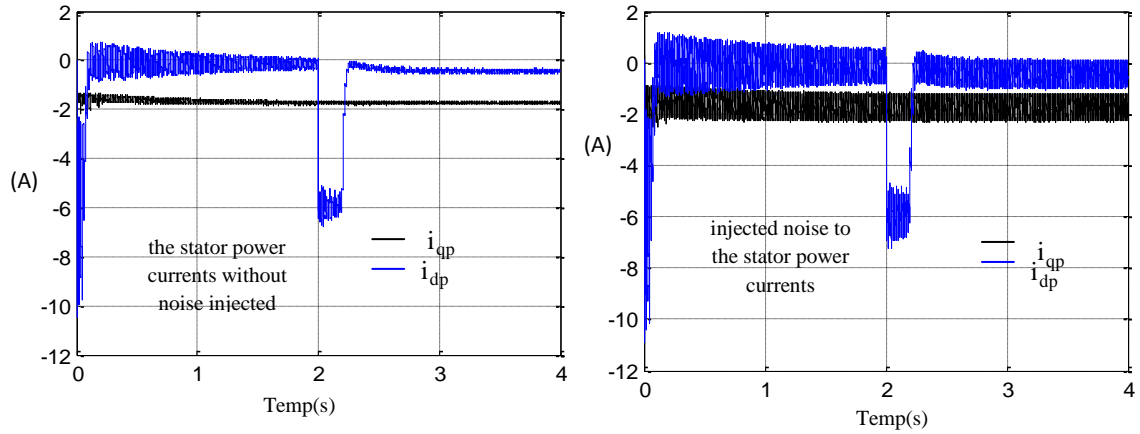 2
0
-2
-4
-6
-8
-10
-12
(A)
0
1
2
3
4
Temp(s)
the stator power
currents without
noise injected
i_qp
i_dp
2
0
-2
-4
-6
-8
-10
-12
(A)
0
1
2
3
4
Temp(s)
injected noise to
the stator power
currents
i_qp
i_dp